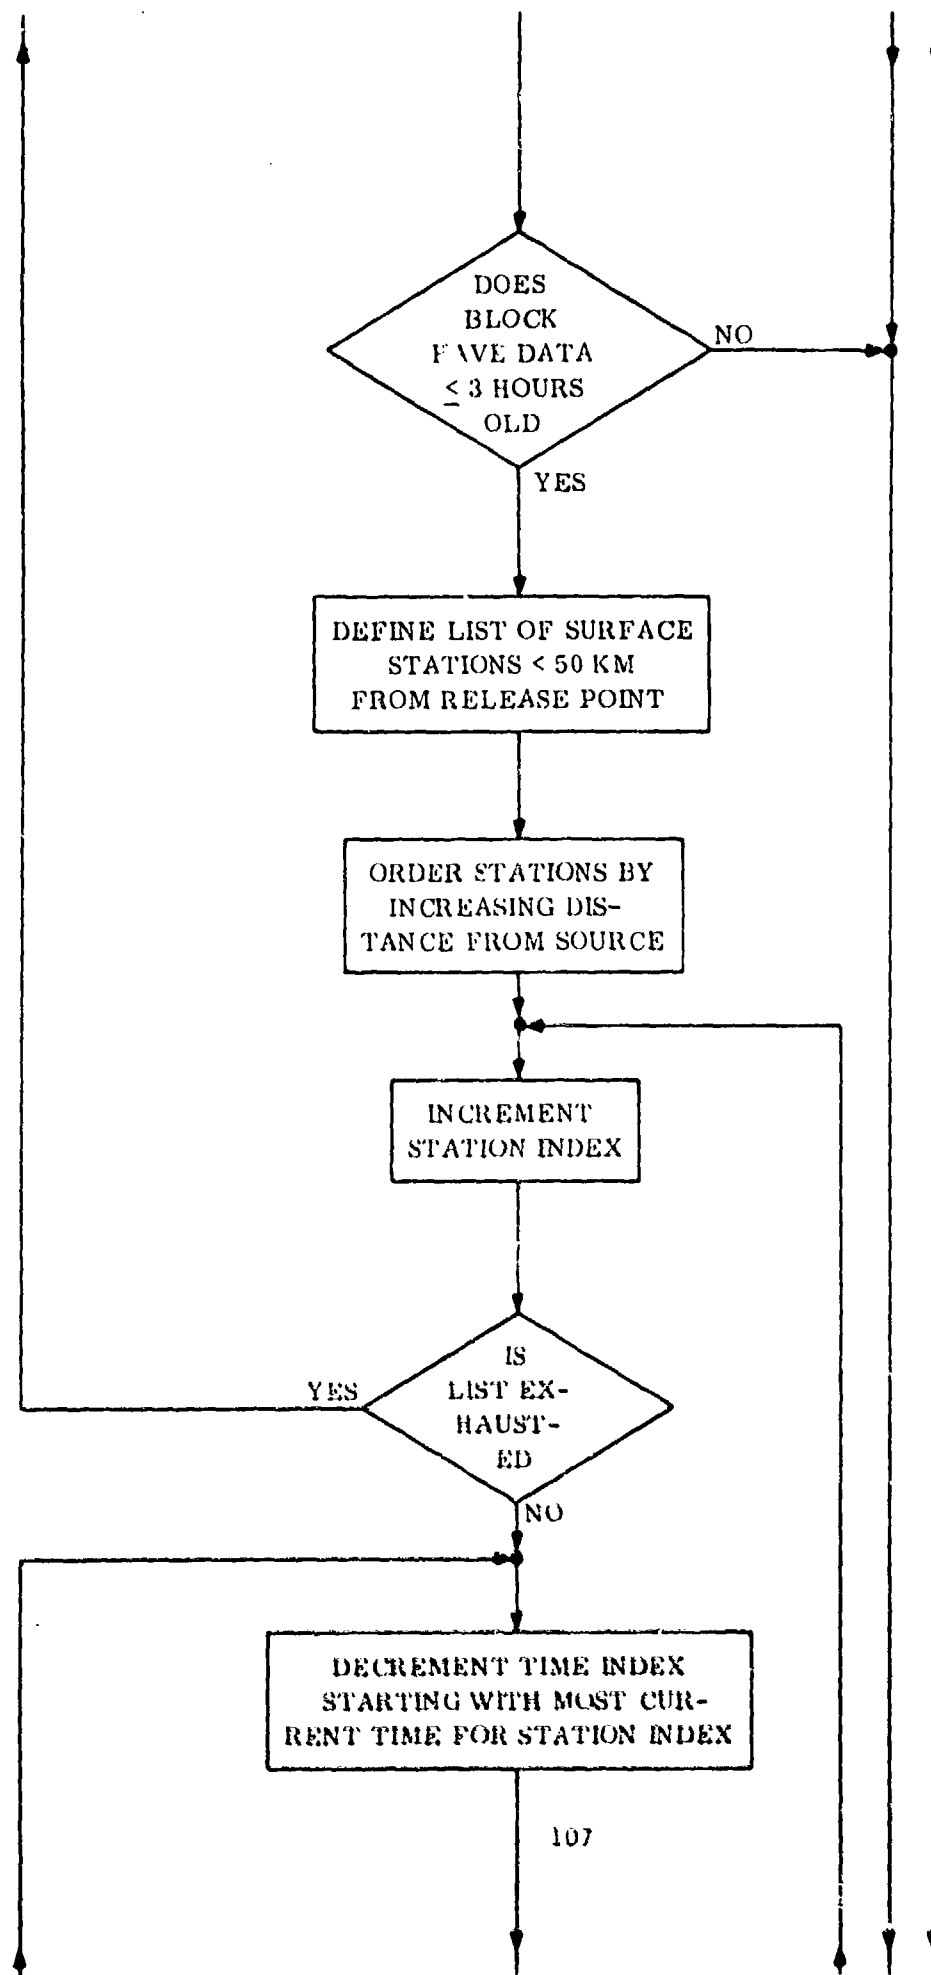 DOES
BLOCK
HAVE DATA
≤ 3 HOURS
OLD
NO
YES
DEFINE LIST OF SURFACE
STATIONS < 50 KM
FROM RELEASE POINT
ORDER STATIONS BY
INCREASING DIS-
TANCE FROM SOURCE
INCREMENT
STATION INDEX
IS
LIST EX-
HAUST-
ED
YES
NO
DECREMENT TIME INDEX
STARTING WITH MOST CUR-
RENT TIME FOR STATION INDEX
107